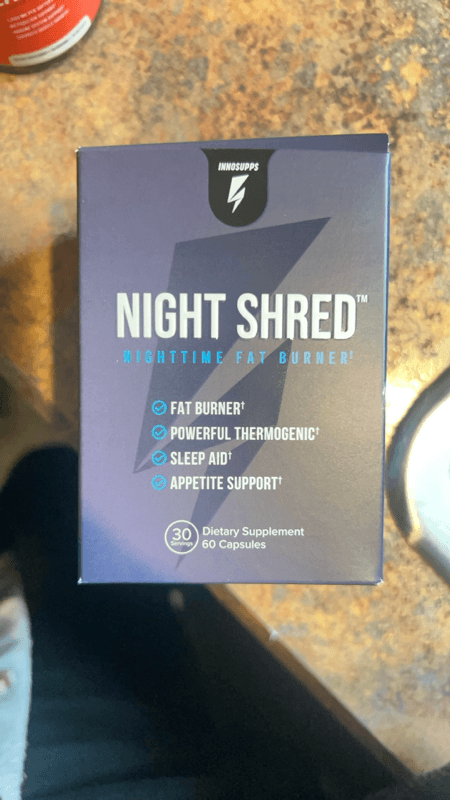 INNOSUPPS
NIGHT SHRED™
NIGHTTIME FAT BURNER†
FAT BURNER†
POWERFUL THERMOGENIC†
SLEEP AID†
APPETITE SUPPORT†
30
Servings
Dietary Supplement
60 Capsules